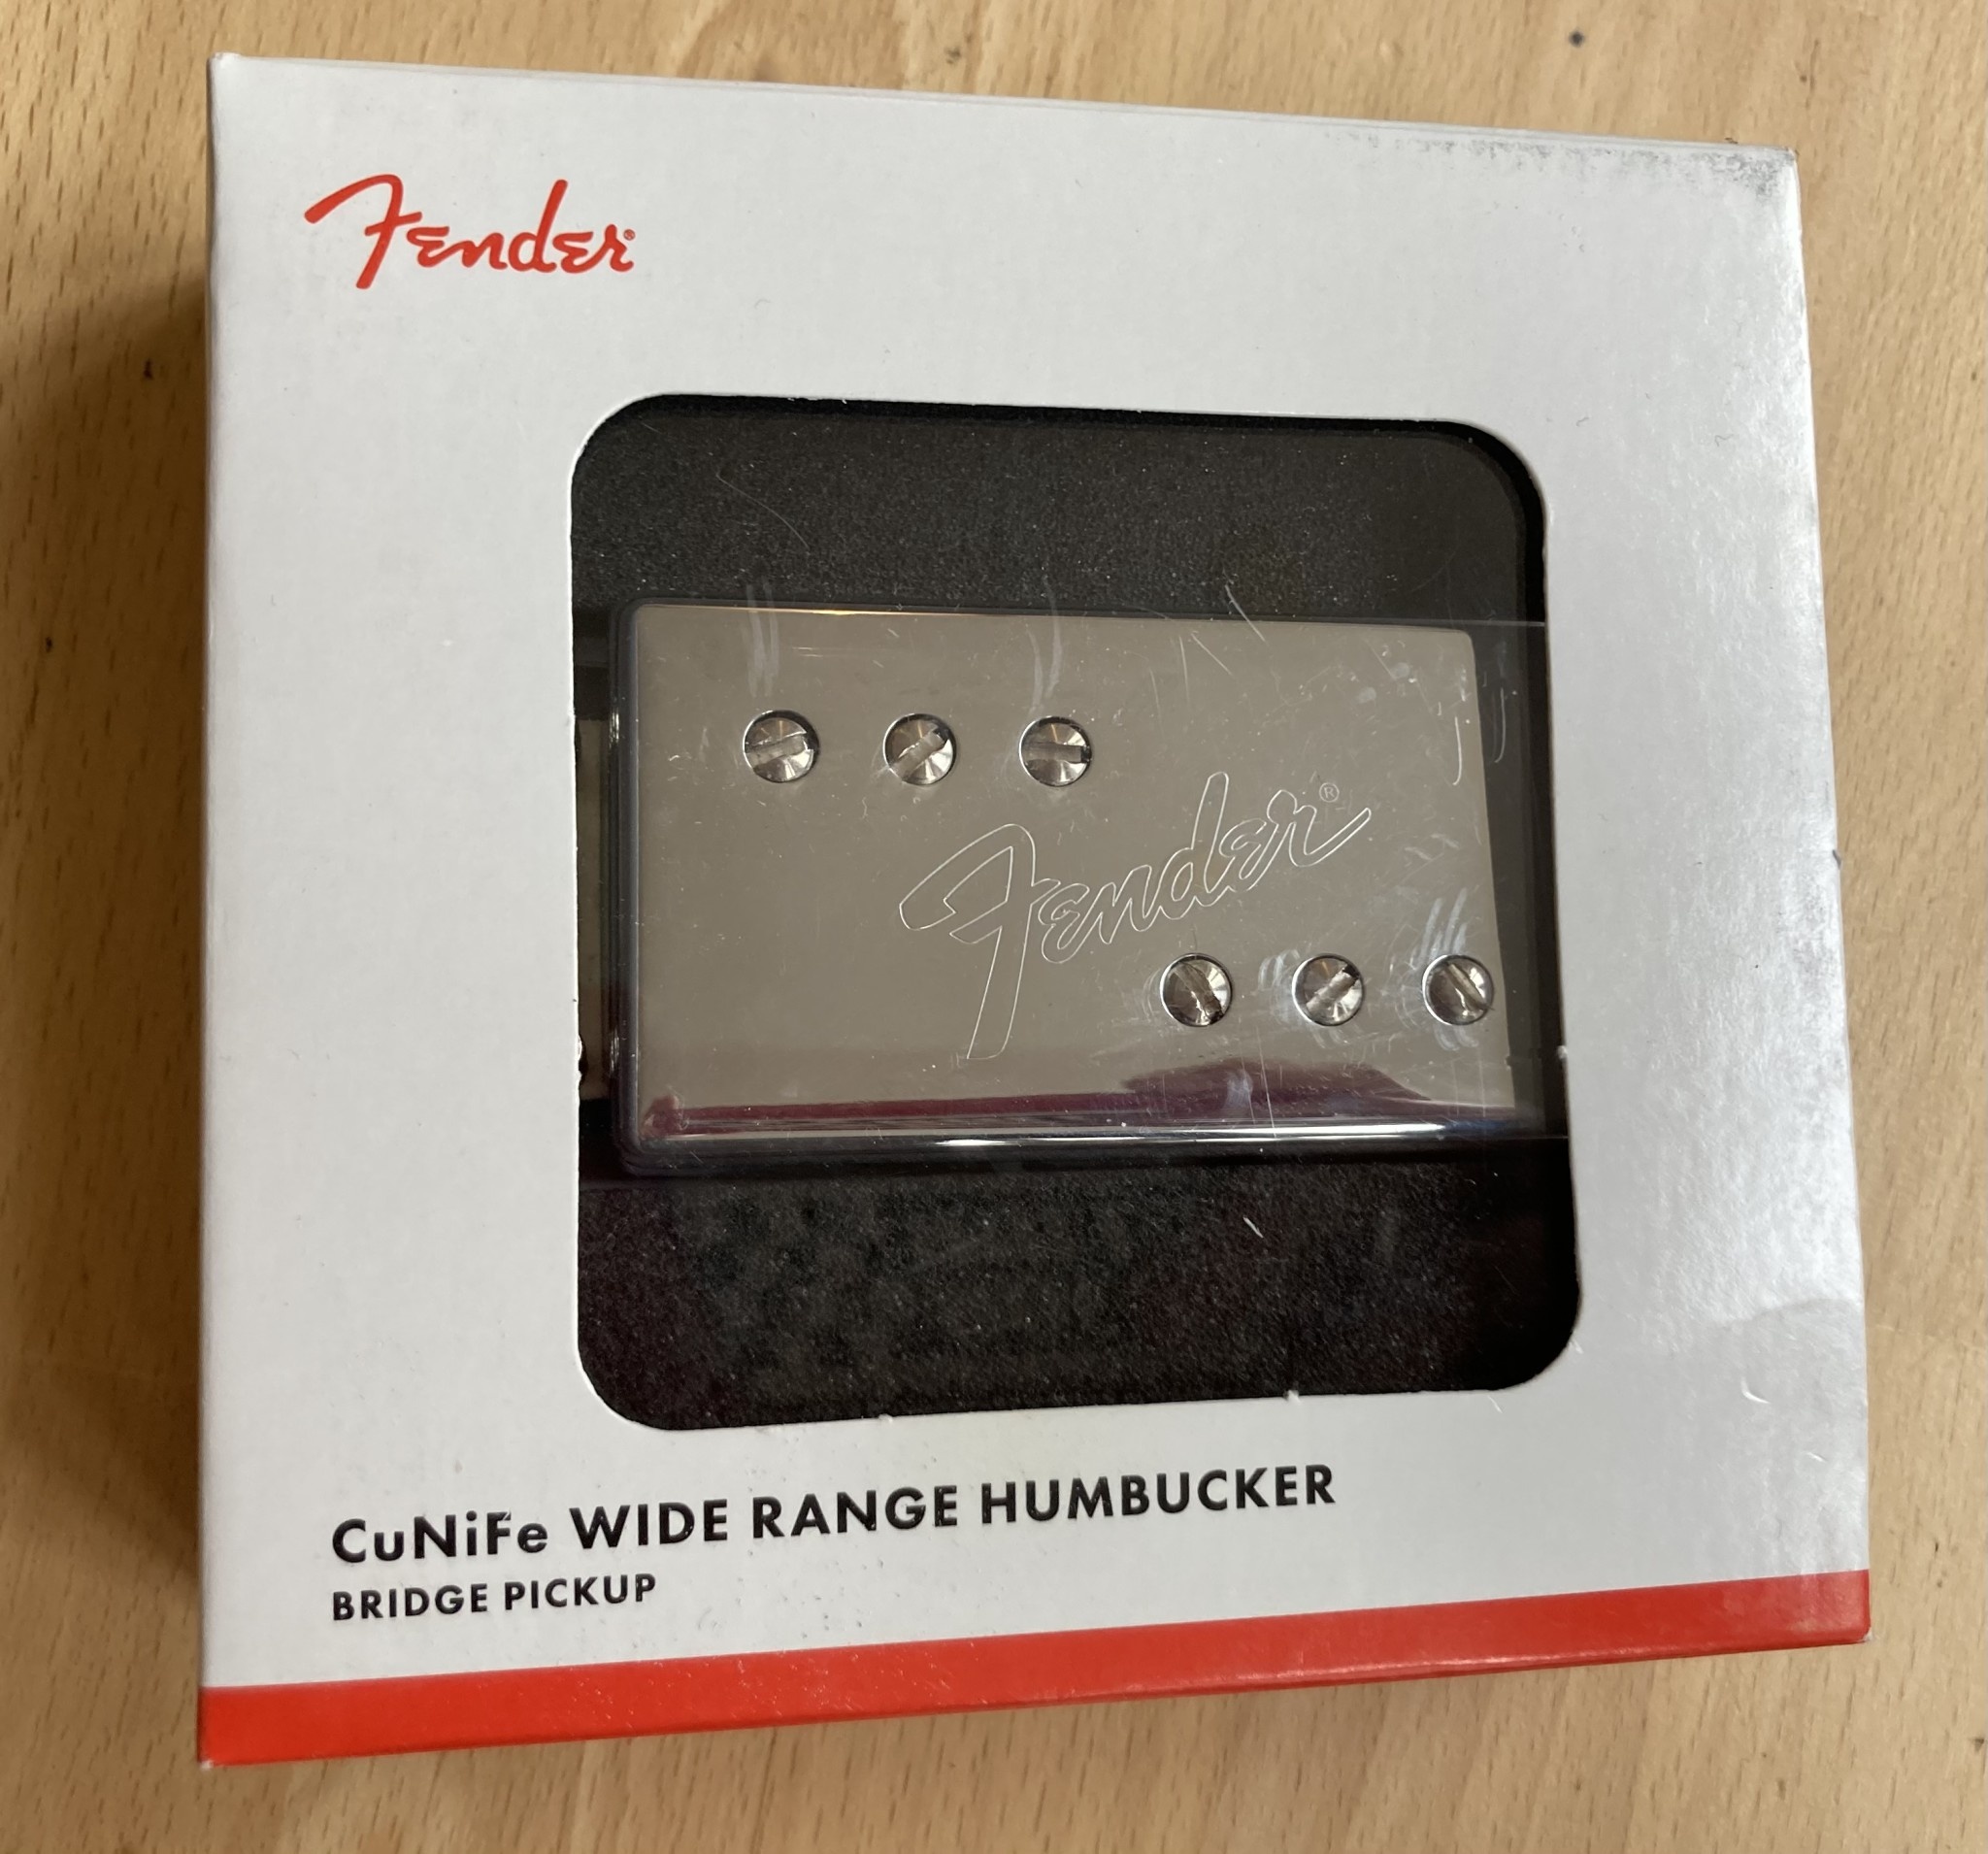 Fender®
Fender®
CuNiFe WIDE RANGE HUMBUCKER
BRIDGE PICKUP